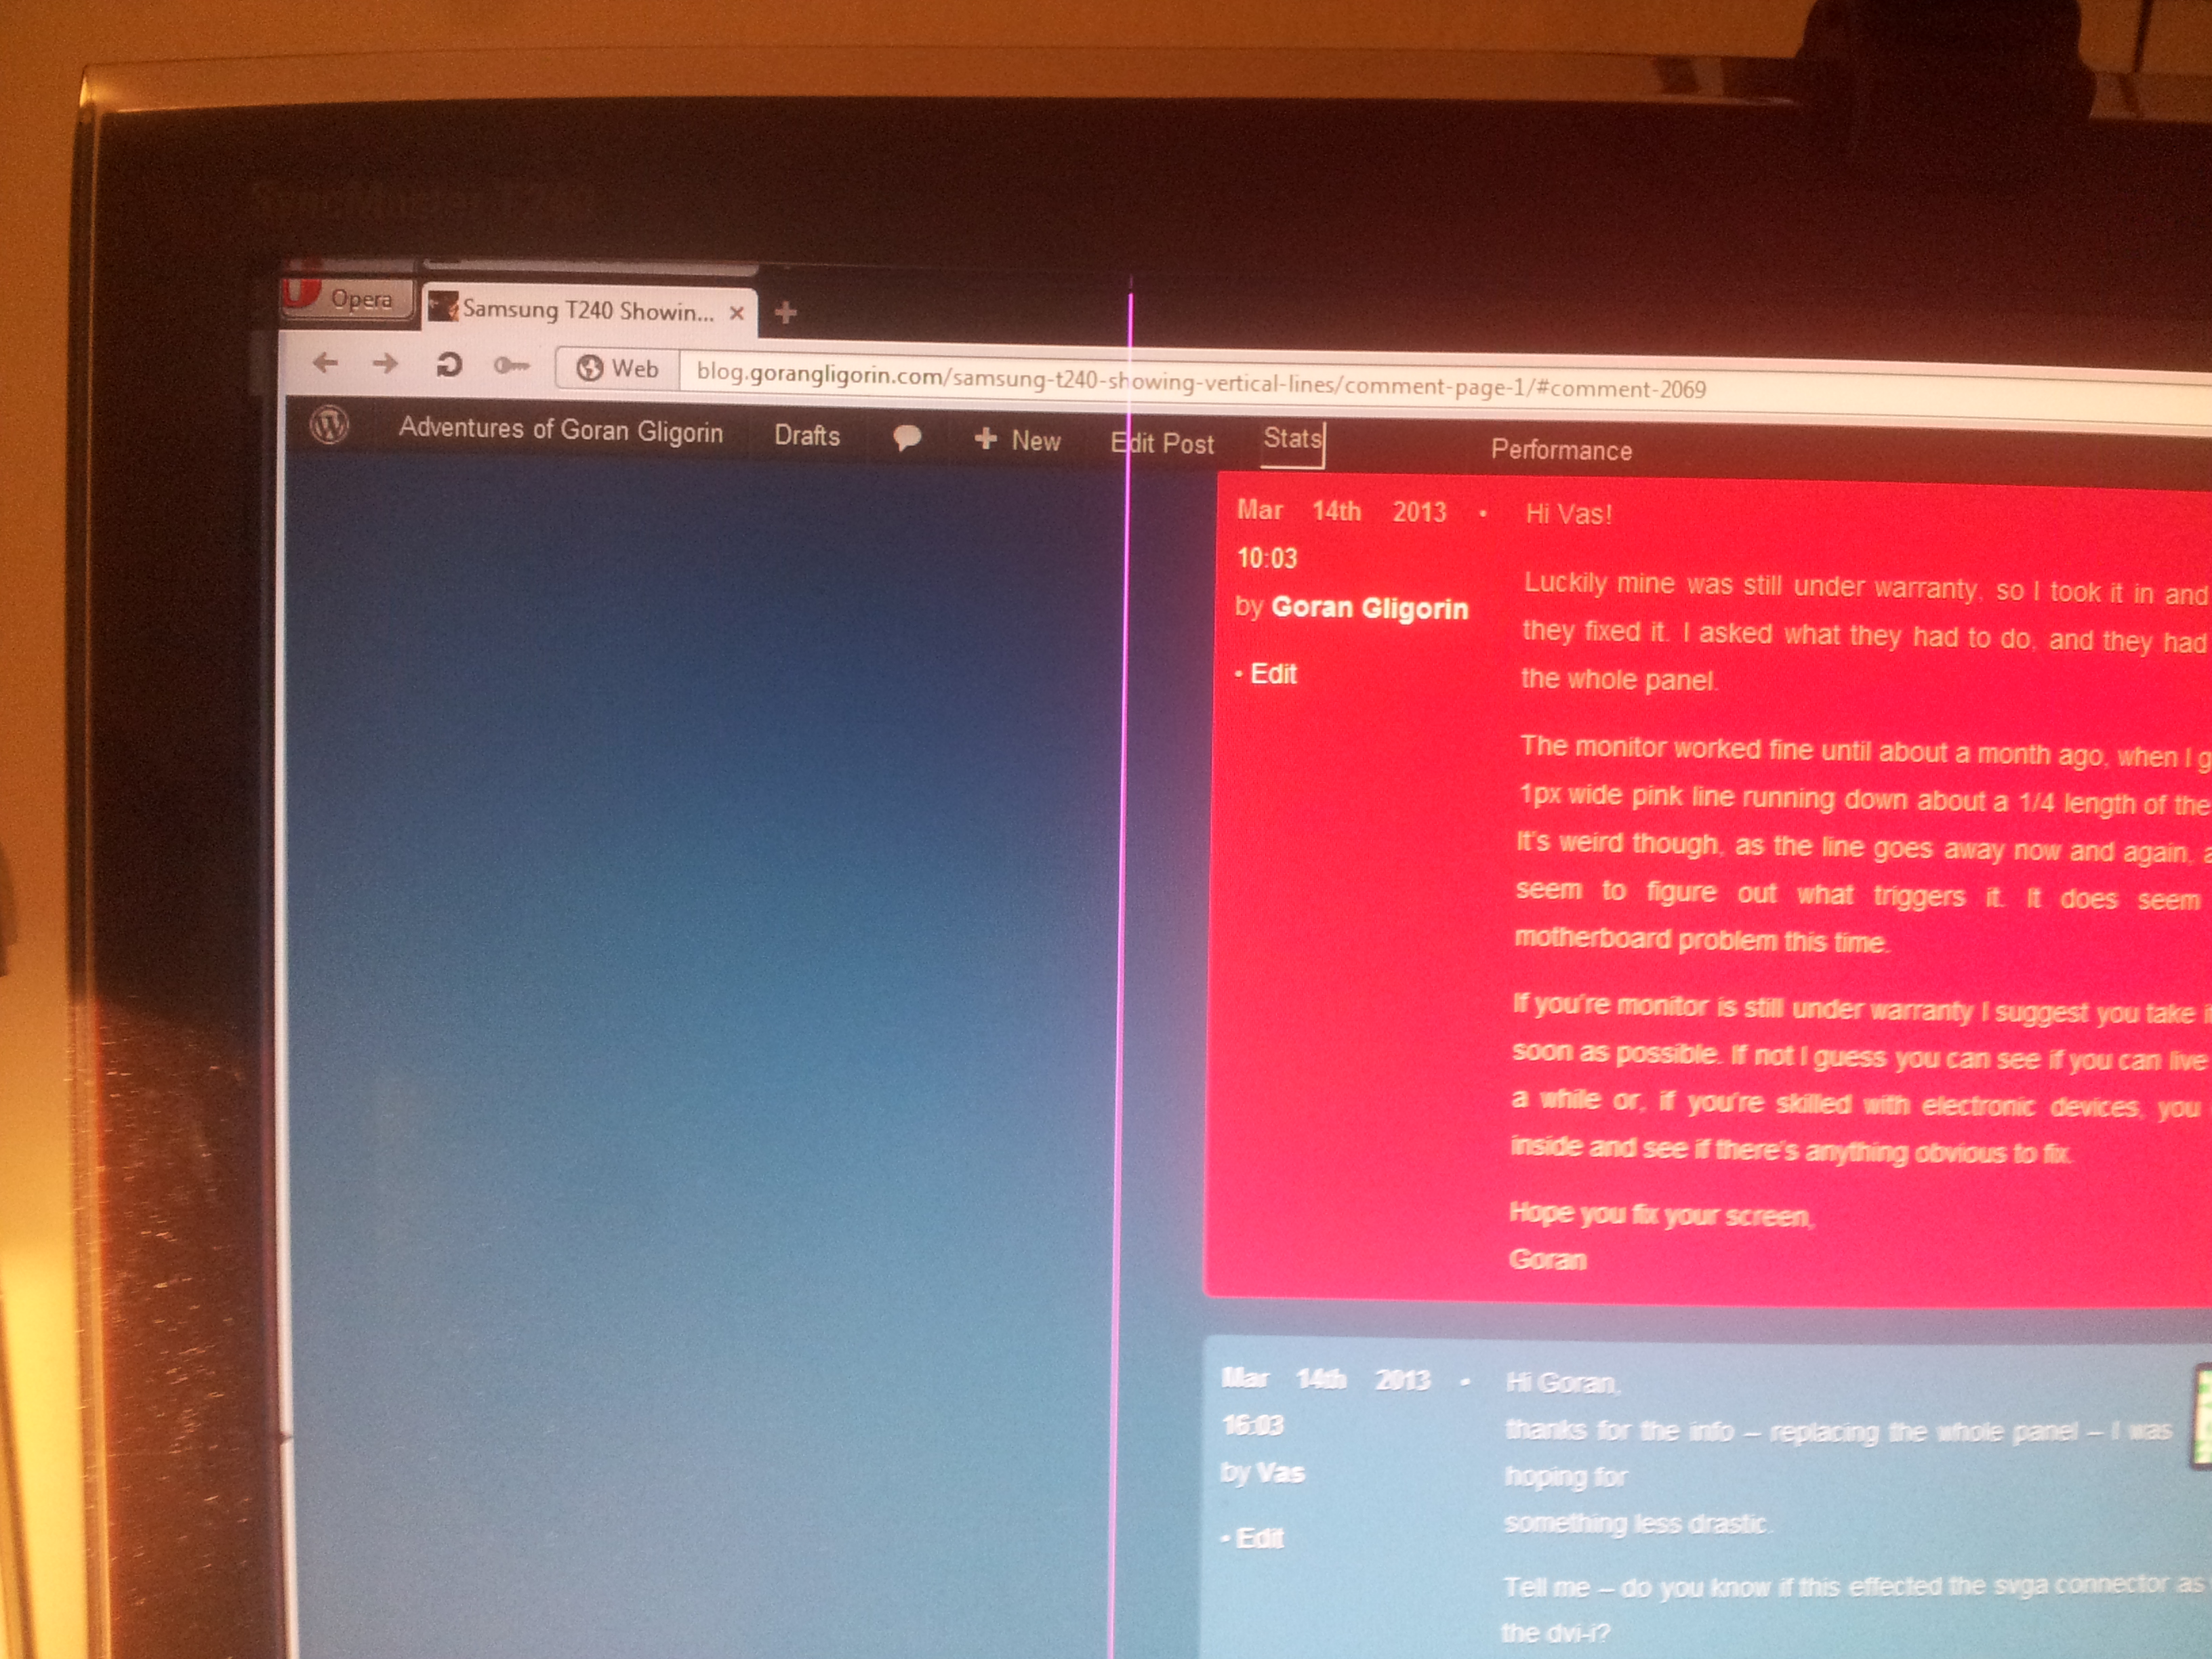 SyncMaster T240
Opera
Samsung T240 Showin...
Web
blog.gorangligorin.com/samsung-t240-showing-vertical-lines/comment-page-1/#comment-2069
Adventures of Goran Gligorin Drafts New Edit Post Stats Performance
Mar 14th 2013 •
10:03
by Goran Gligorin
• Edit
Hi Vas!
Luckily mine was still under warranty, so I took it in and
they fixed it. I asked what they had to do, and they had
the whole panel.
The monitor worked fine until about a month ago, when I g
1px wide pink line running down about a 1/4 length of the
It's weird though, as the line goes away now and again, a
seem to figure out what triggers it. It does seem
motherboard problem this time.
If you're monitor is still under warranty I suggest you take i
soon as possible. If not I guess you can see if you can live
a while or, if you're skilled with electronic devices, you
inside and see if there's anything obvious to fix.
Hope you fix your screen,
Goran
Mar 14th 2013 •
16:03
by Vas
• Edit
Hi Goran,
thanks for the info – replacing the whole panel – I was
hoping for
something less drastic.
Tell me – do you know if this effected the svga connector as
the dvi-i?